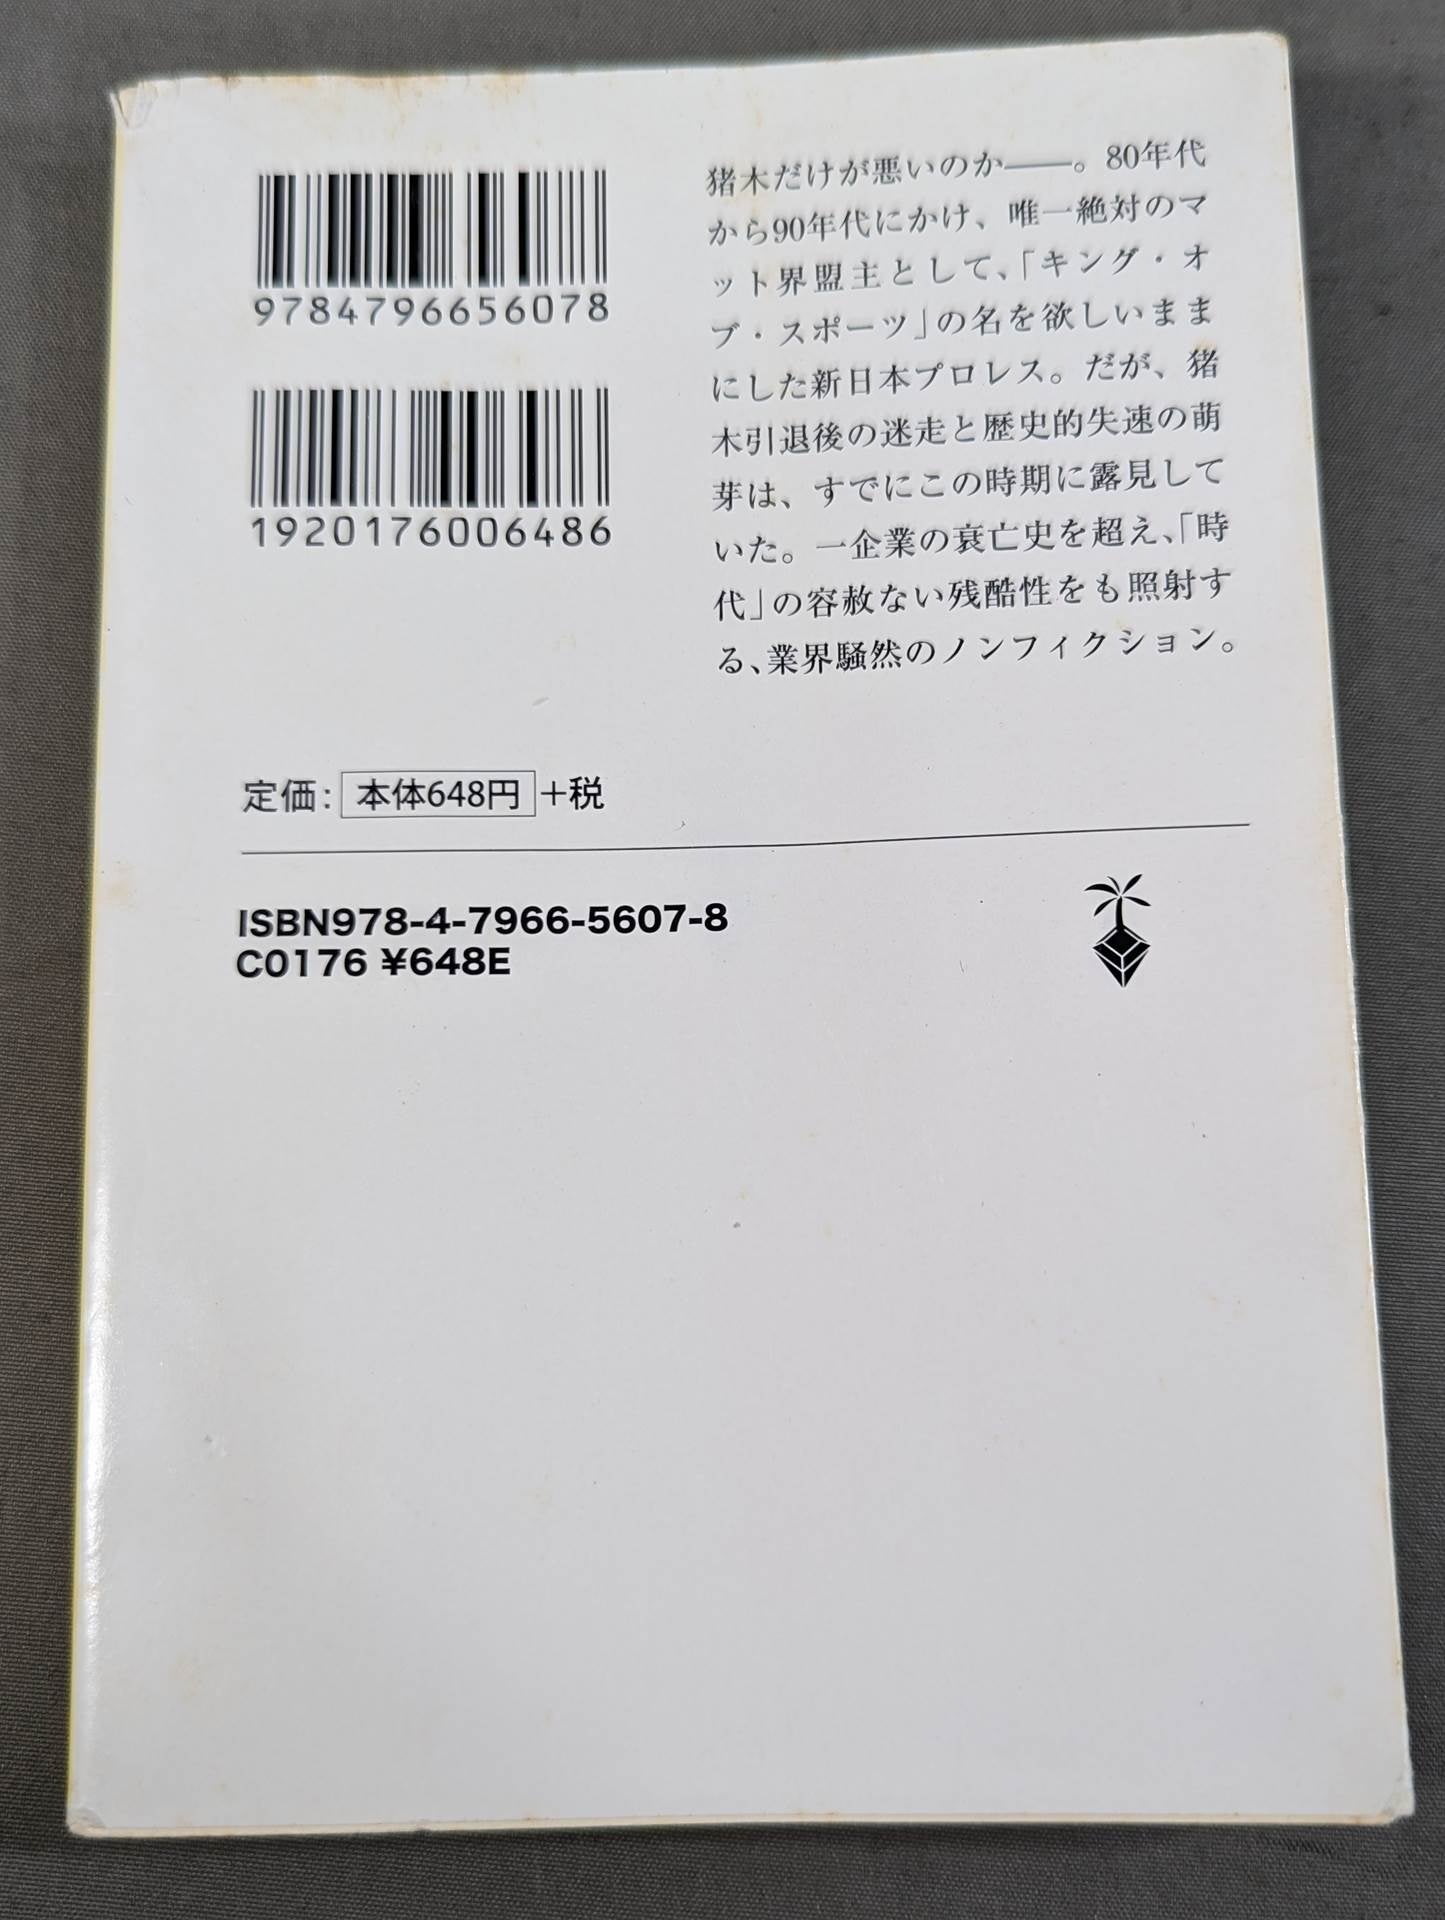 9784796656078
1920176006486
猪木だけが悪いのか――。80年代
から90年代にかけ、唯一絶対のマ
ット界盟主として、「キング・オ
ブ・スポーツ」の名を欲しいまま
にした新日本プロレス。だが、猪
木引退後の迷走と歴史的失速の萌
芽は、すでにこの時期に露見して
いた。一企業の衰亡史を超え、「時
代」の容赦ない残酷性をも照射す
る、業界騒然のノンフィクション。
定価：本体648円＋税
ISBN978-4-7966-5607-8
C0176 ¥648E